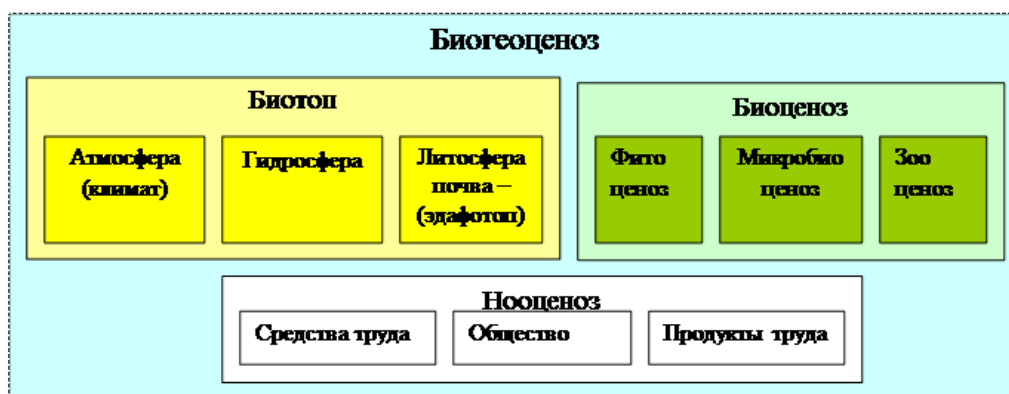 Биогеоценоз
Биотоп
Биоценоз
Атмосфера
(климат)
Гидросфера
Литосфера
почва –
(эдафотоп)
Фито
ценоз
Микробио
ценоз
Зоо
ценоз
Нооценоз
Средства труда
Общество
Продукты труда